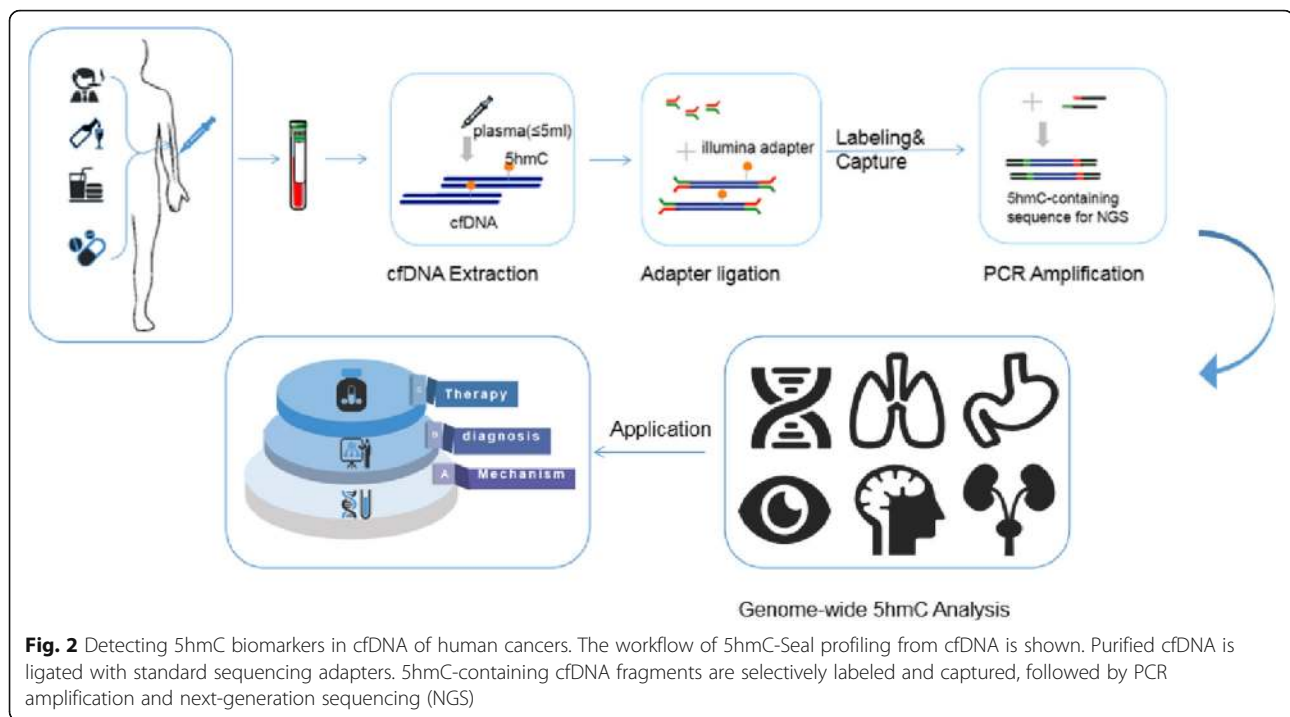 plasma(≤5ml)
5hmC
cfDNA
cfDNA Extraction
illumina adapter
Adapter ligation
Labeling&
Capture
5hmC-containing
sequence for NGS
PCR Amplification
Therapy
B diagnosis
A Mechanism
Application
Genome-wide 5hmC Analysis
Fig. 2 Detecting 5hmC biomarkers in cfDNA of human cancers. The workflow of 5hmC-Seal profiling from cfDNA is shown. Purified cfDNA is
ligated with standard sequencing adapters. 5hmC-containing cfDNA fragments are selectively labeled and captured, followed by PCR
amplification and next-generation sequencing (NGS)